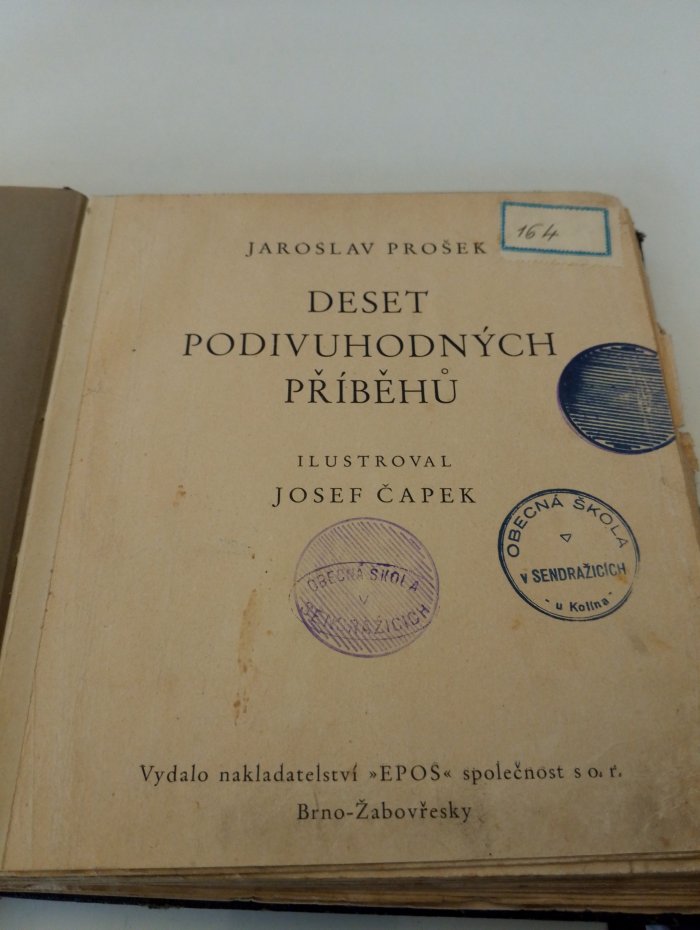 164
JAROSLAV PROŠEK
DESET
PODIVUHODNÝCH
PŘÍBĚHŮ
ILUSTROVAL
JOSEF ČAPEK
OBECNÁ ŠKOLA
V SENDRAŽICÍCH
- u Kolína -
OBECNÁ ŠKOLA
V
SENDRAŽICÍCH
Vydalo nakladatelství »EPOS« společnost s o. r.
Brno-Žabovřesky